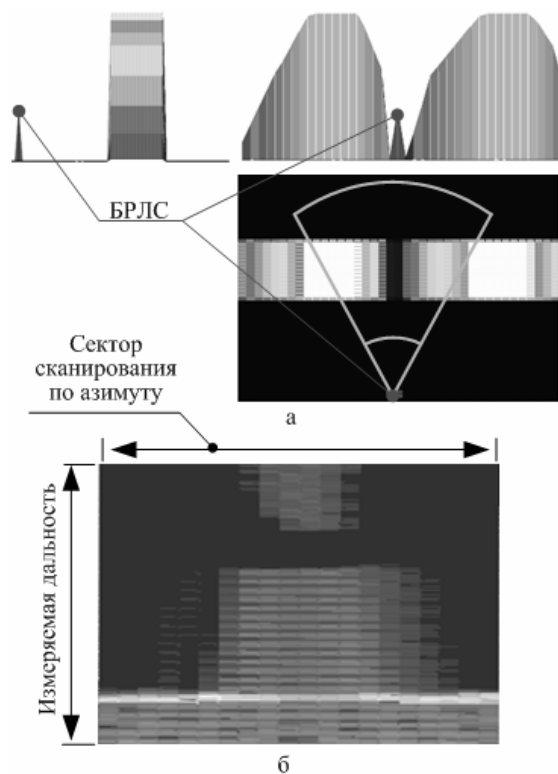 БРЛС
Сектор
сканирования
по азимуту
а
Измеряемая дальность
б